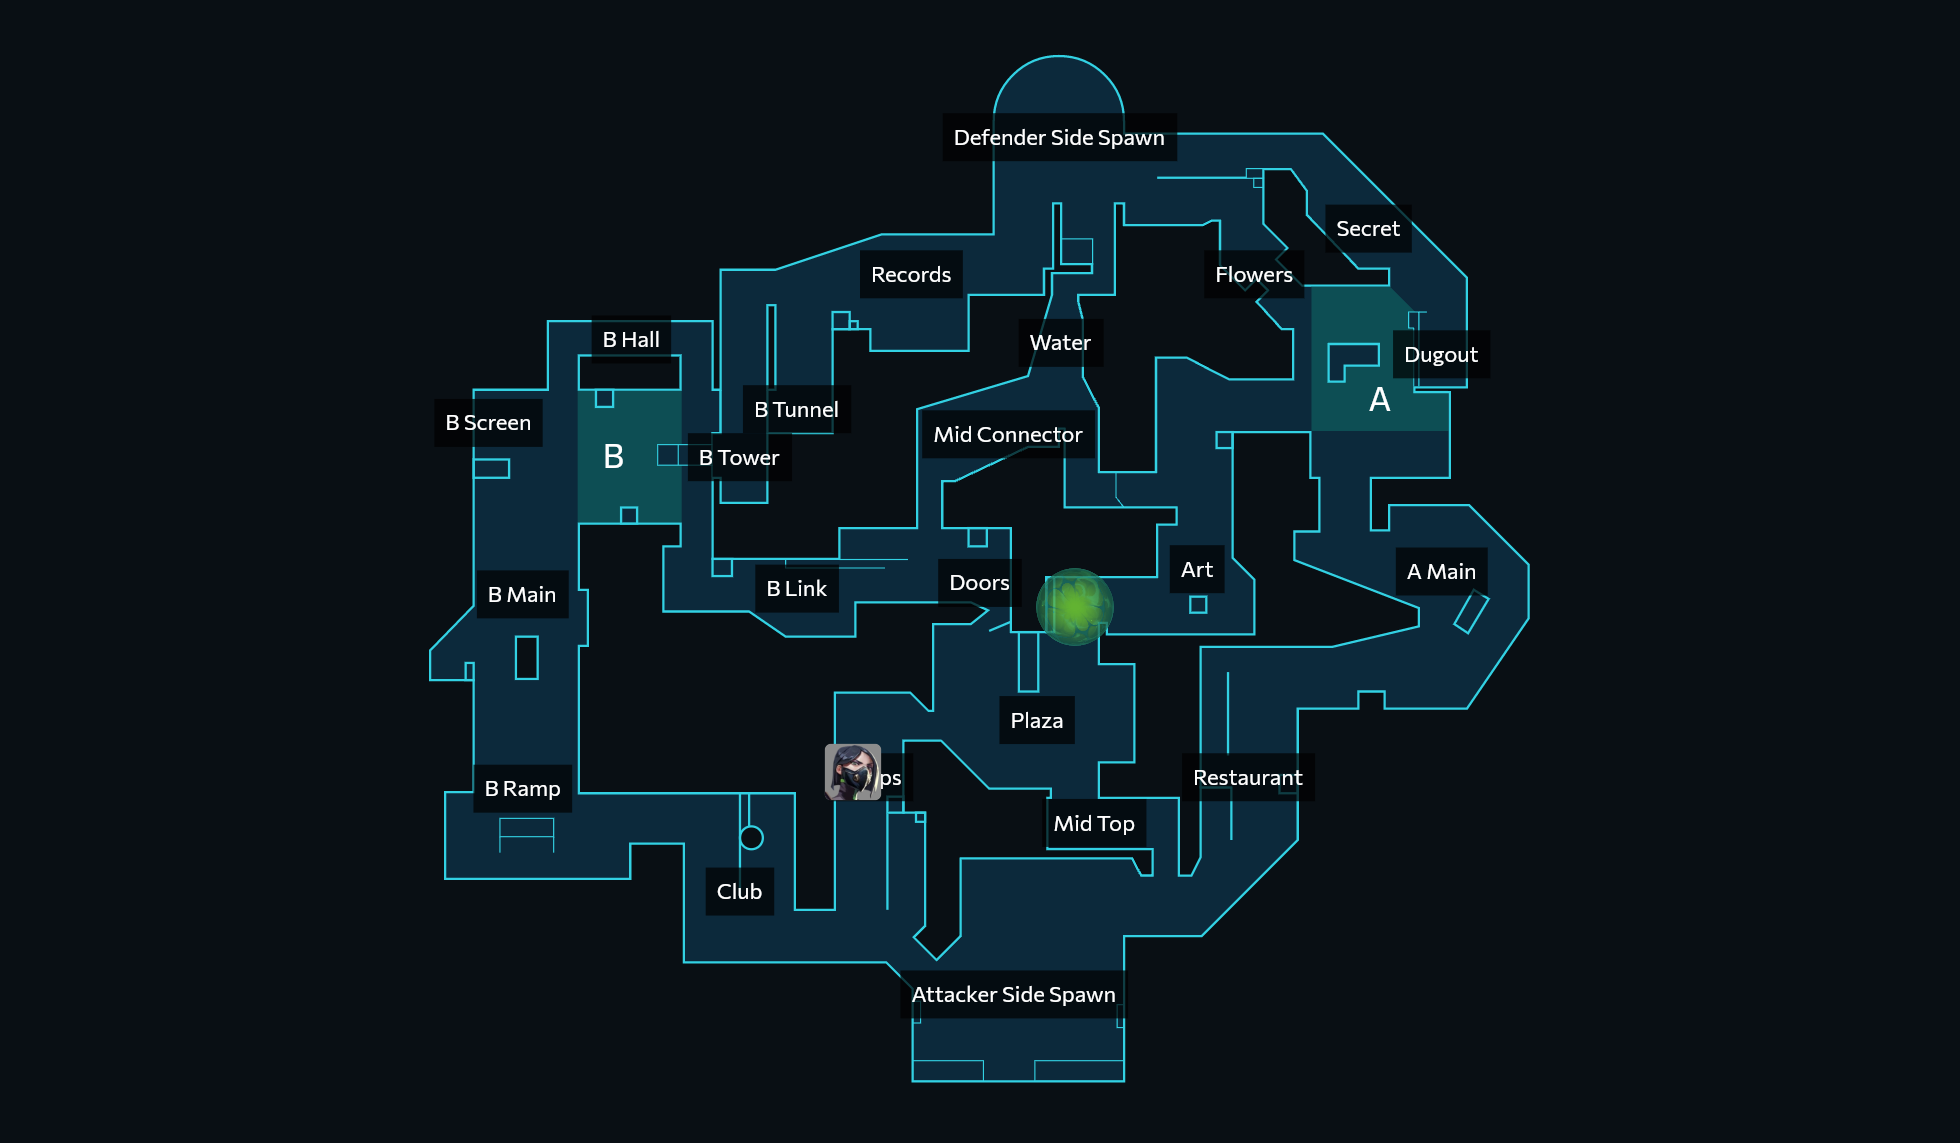 Defender Side Spawn
Secret
Records
Flowers
B Hall
Water
Dugout
A
B Tunnel
B Screen
Mid Connector
B
B Tower
Art
A Main
Doors
B Link
B Main
Plaza
ps
Restaurant
B Ramp
Mid Top
Club
Attacker Side Spawn